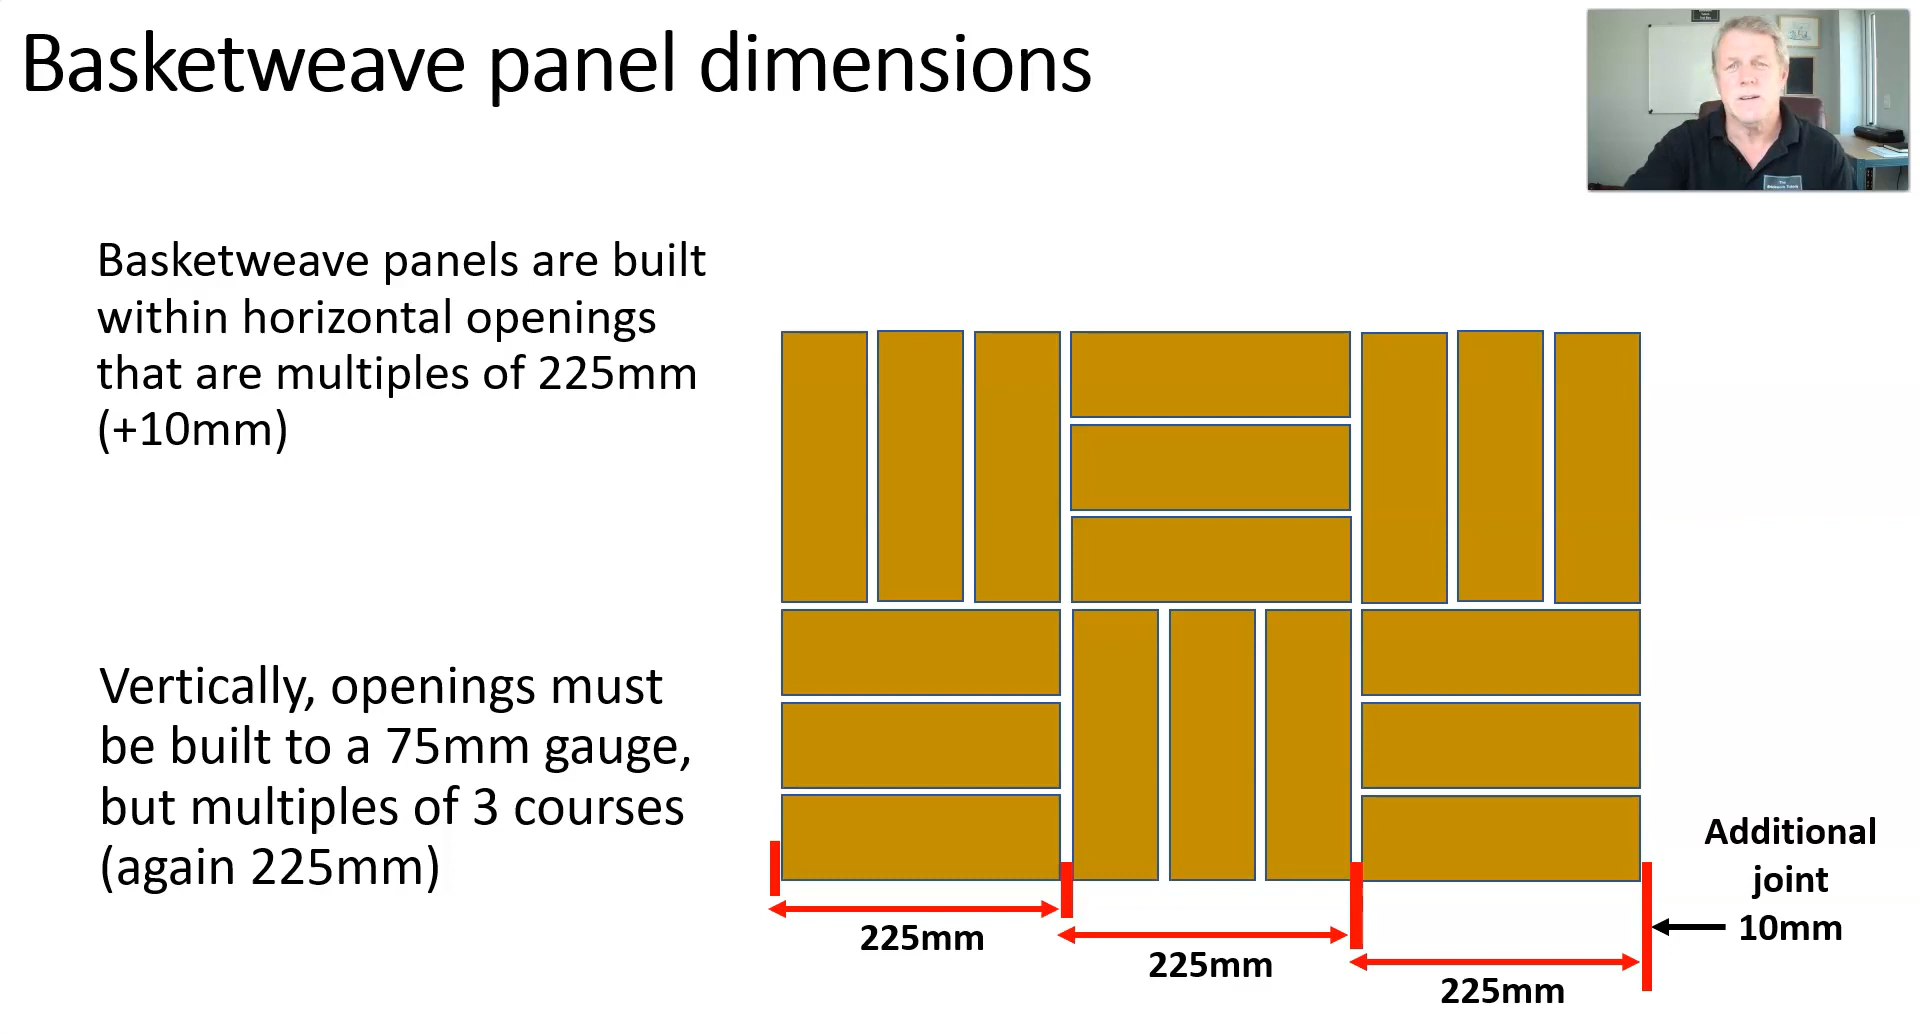 Basketweave panel dimensions
Basketweave panels are built
within horizontal openings
that are multiples of 225mm
(+10mm)
Vertically, openings must
be built to a 75mm gauge,
but multiples of 3 courses
(again 225mm)
Additional
joint
10mm
225mm
225mm
225mm